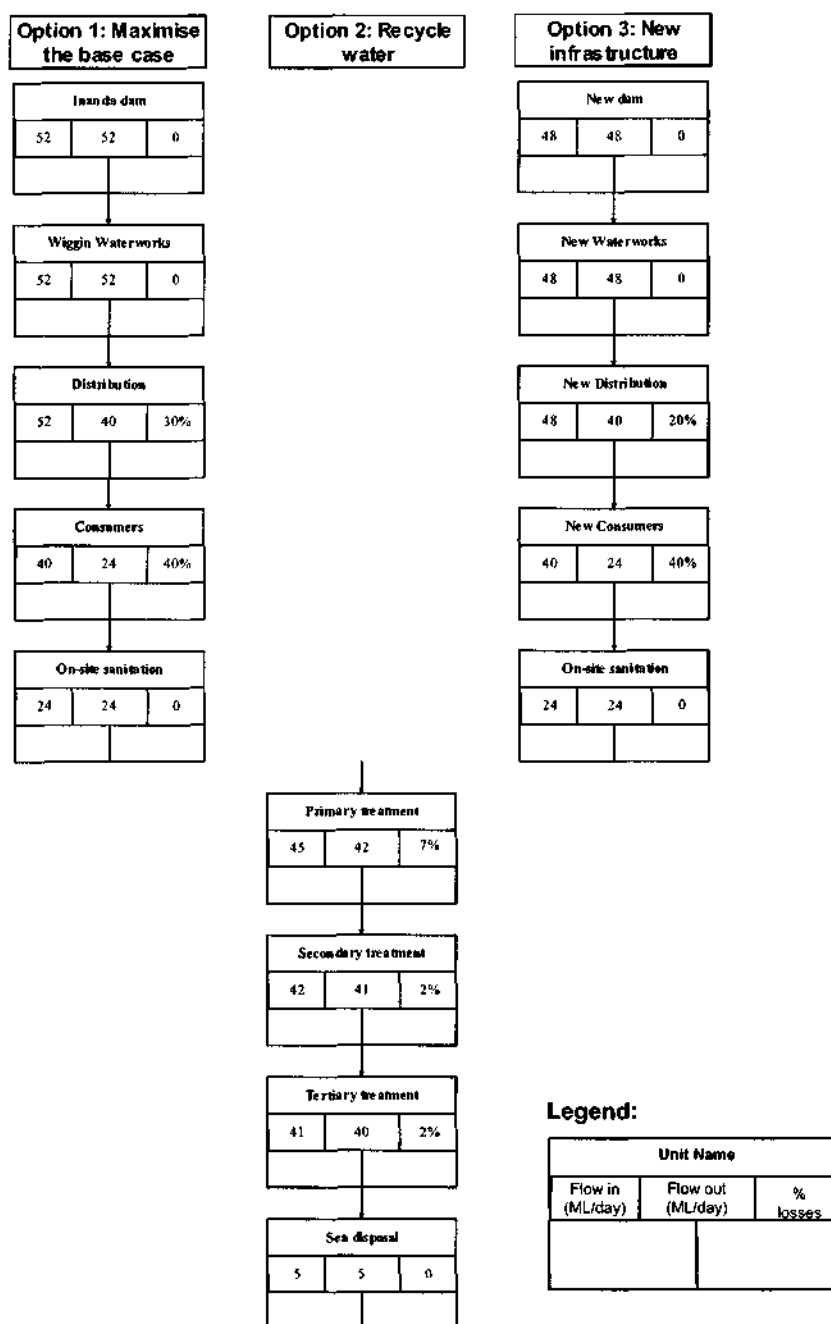 Option 1: Maximise
the base case
Option 2: Recycle
water
Option 3: New
infrastructure
Inanda dam
52 52 0
Wiggin Waterworks
52 52 0
Distribution
52 40 30%
Consumers
40 24 40%
On-site sanitation
24 24 0
New dam
48 48 0
New Waterworks
48 48 0
New Distribution
48 40 20%
New Consumers
40 24 40%
On-site sanitation
24 24 0
Primary treatment
45 42 7%
Secondary treatment
42 41 2%
Tertiary treatment
41 40 2%
Sea disposal
5 5 0
Legend:
Unit Name
Flow in
(ML/day)
Flow out
(ML/day)
%
losses